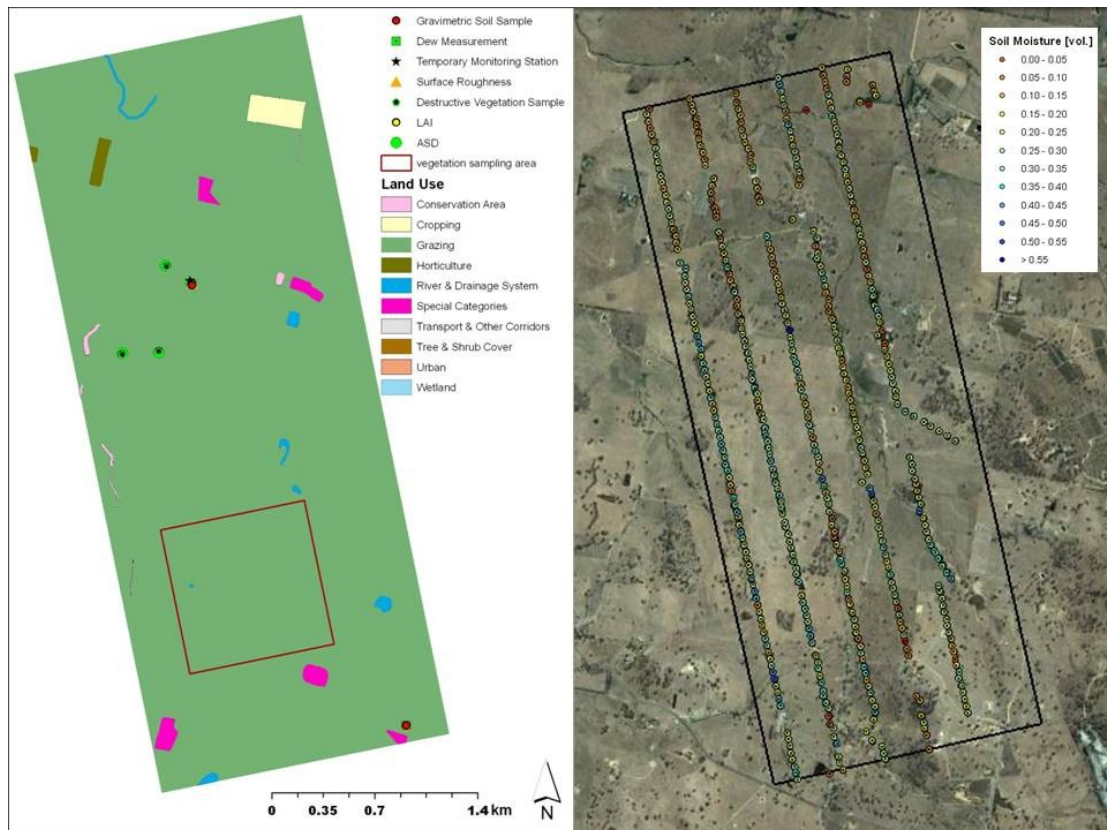 Gravimetric Soil Sample
Dew Measurement
Temporary Monitoring Station
Surface Roughness
Destructive Vegetation Sample
LAI
ASD
vegetation sampling area
Land Use
Conservation Area
Cropping
Grazing
Horticulture
River & Drainage System
Special Categories
Transport & Other Corridors
Tree & Shrub Cover
Urban
Wetland
0 0.35 0.7 1.4 km
N
Soil Moisture [vol.]
0.00 - 0.05
0.05 - 0.10
0.10 - 0.15
0.15 - 0.20
0.20 - 0.25
0.25 - 0.30
0.30 - 0.35
0.35 - 0.40
0.40 - 0.45
0.45 - 0.50
0.50 - 0.55
> 0.55